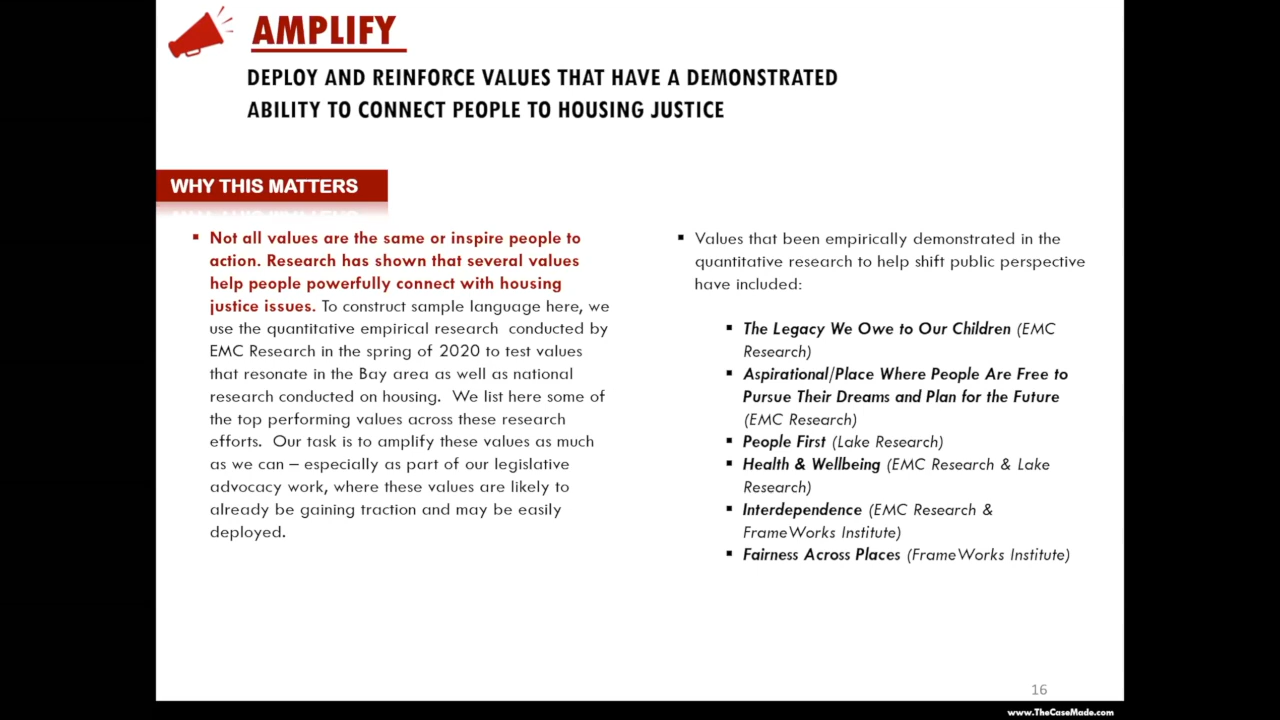 AMPLIFY
DEPLOY AND REINFORCE VALUES THAT HAVE A DEMONSTRATED
ABILITY TO CONNECT PEOPLE TO HOUSING JUSTICE
WHY THIS MATTERS
▪ Not all values are the same or inspire people to
action. Research has shown that several values
help people powerfully connect with housing
justice issues. To construct sample language here, we
use the quantitative empirical research conducted by
EMC Research in the spring of 2020 to test values
that resonate in the Bay area as well as national
research conducted on housing. We list here some of
the top performing values across these research
efforts. Our task is to amplify these values as much
as we can – especially as part of our legislative
advocacy work, where these values are likely to
already be gaining traction and may be easily
deployed.
▪ Values that been empirically demonstrated in the
quantitative research to help shift public perspective
have included:
▪ The Legacy We Owe to Our Children (EMC
Research)
▪ Aspirational/Place Where People Are Free to
Pursue Their Dreams and Plan for the Future
(EMC Research)
▪ People First (Lake Research)
▪ Health & Wellbeing (EMC Research & Lake
Research)
▪ Interdependence (EMC Research &
FrameWorks Institute)
▪ Fairness Across Places (FrameWorks Institute)
16
www.TheCaseMade.com